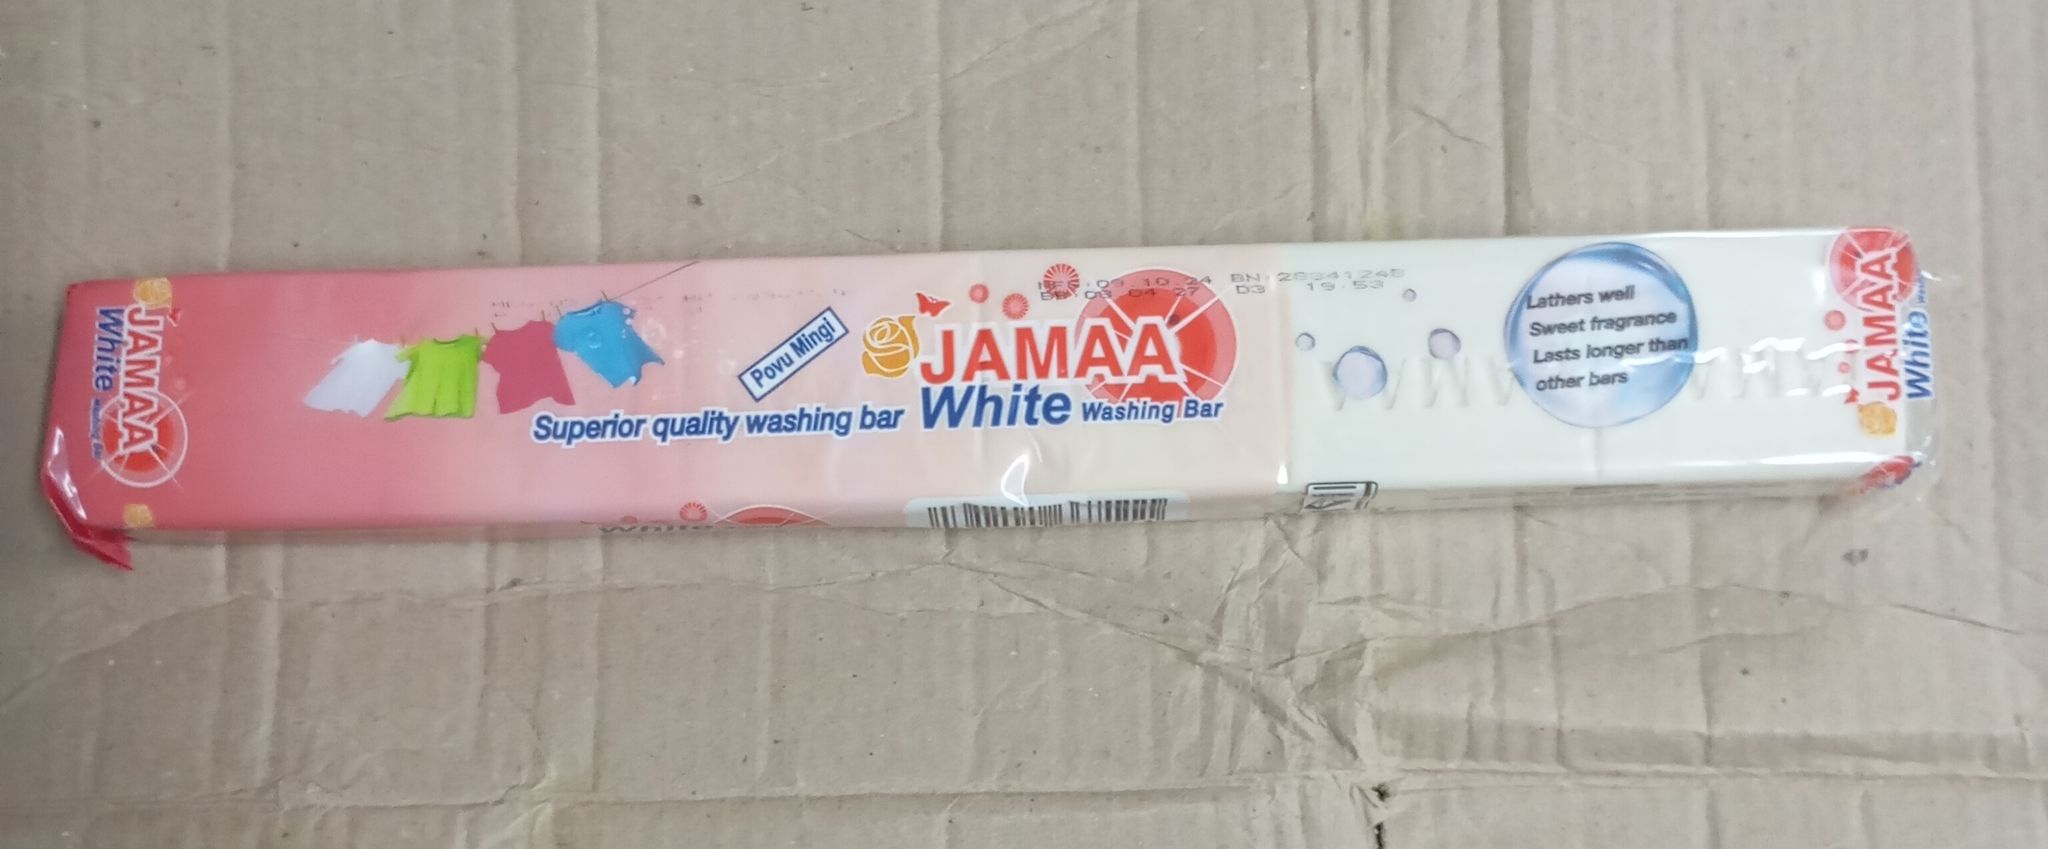 JAMAA
White
Povu Mingi
JAMAA
White Washing Bar
Superior quality washing bar
Lathers well
Sweet fragrance
Lasts longer than
other bars
JAMAA
White